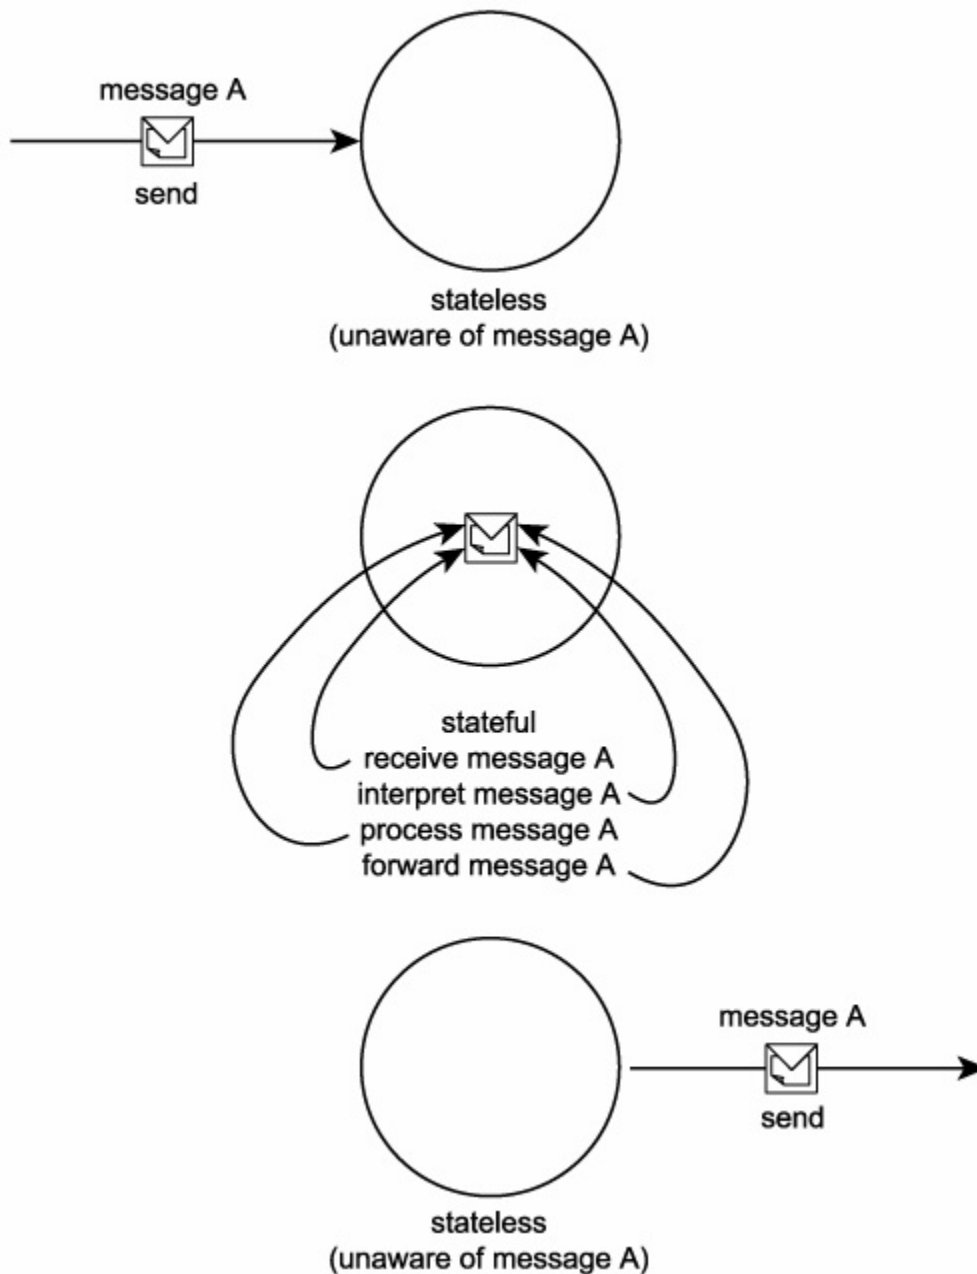 message A
send
stateless
(unaware of message A)
stateful
receive message A
interpret message A
process message A
forward message A
message A
send
stateless
(unaware of message A)